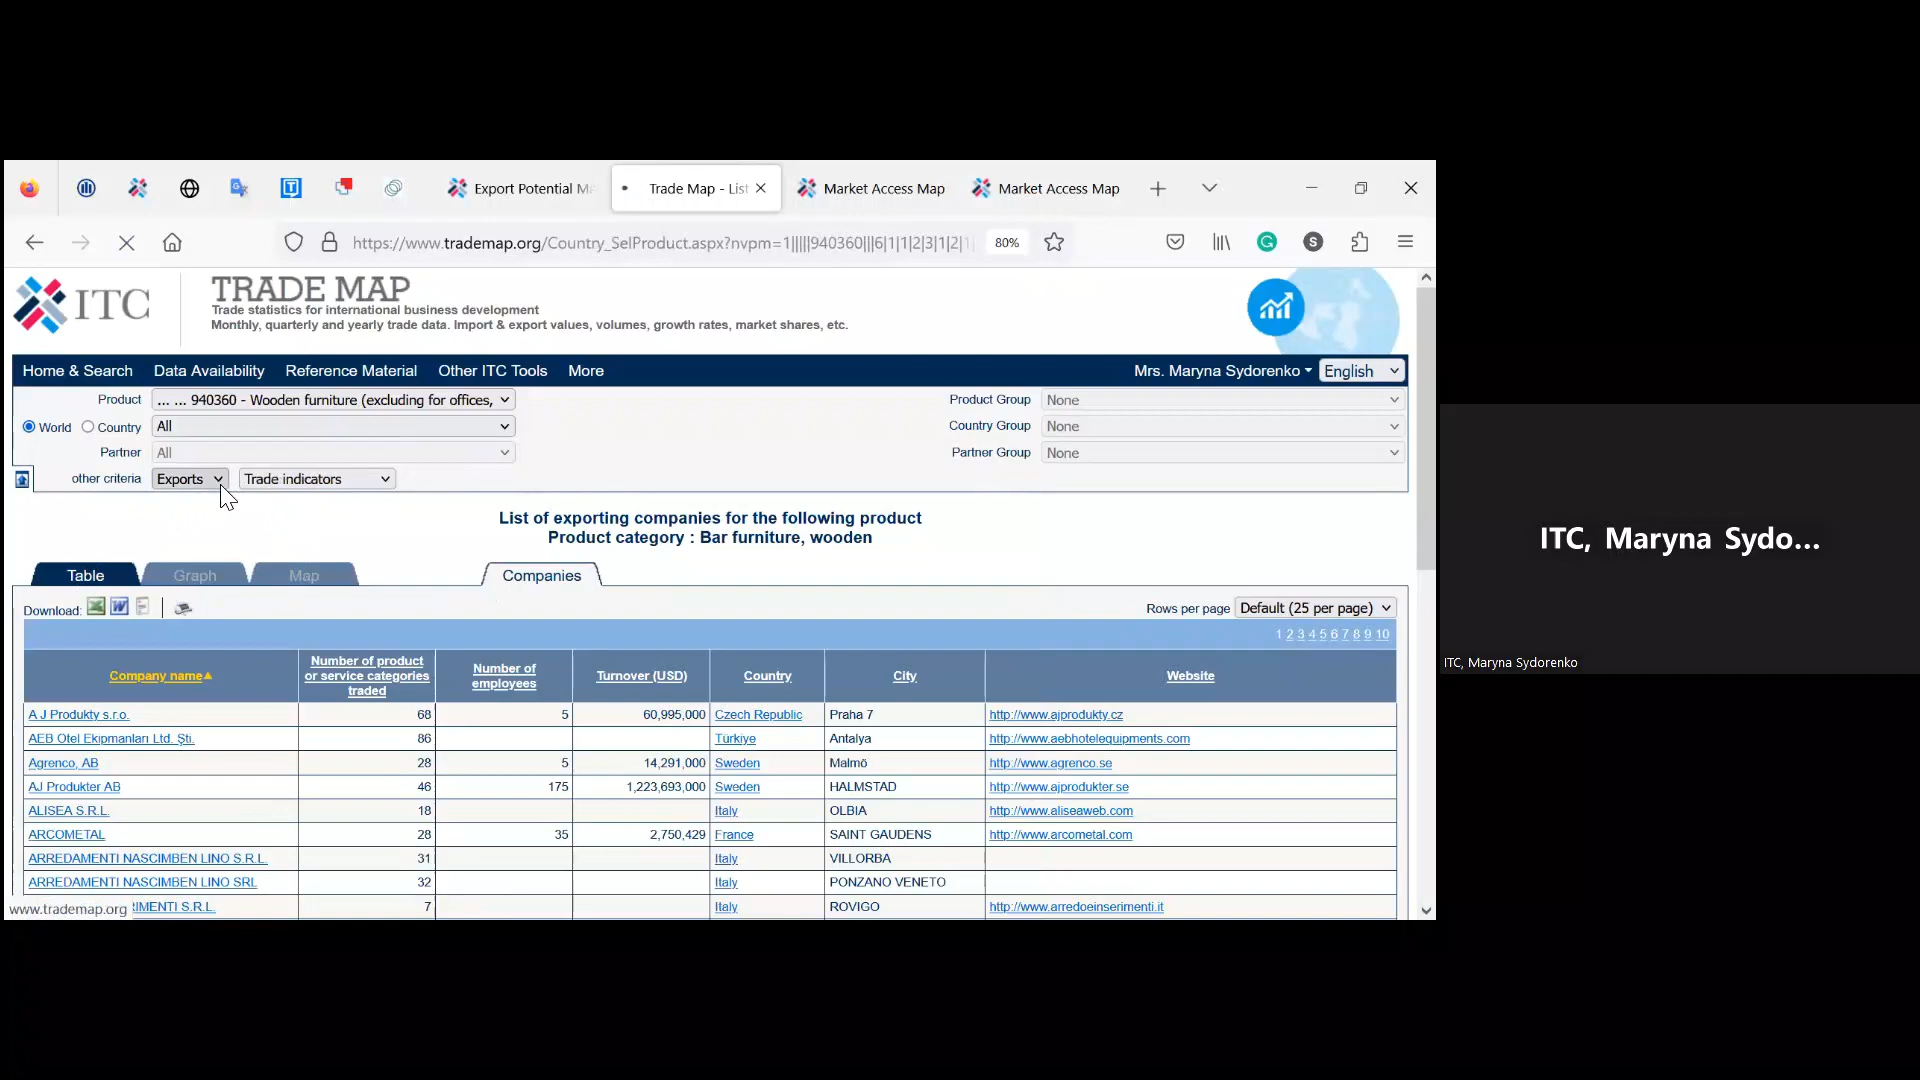 Export Potential Ma
Trade Map - List
Market Access Map
Market Access Map
https://www.trademap.org/Country_SelProduct.aspx?nvpm=1|||||940360|||6|1|1|2|3|1|2|1|
80%
ITC
TRADE MAP
Trade statistics for international business development
Monthly, quarterly and yearly trade data. Import & export values, volumes, growth rates, market shares, etc.
Home & Search Data Availability Reference Material Other ITC Tools More Mrs. Maryna Sydorenko English
Product ... ... 940360 - Wooden furniture (excluding for offices, Product Group None
World Country All Country Group None
Partner All Partner Group None
other criteria Exports Trade indicators
List of exporting companies for the following product
Product category : Bar furniture, wooden
Table Graph Map Companies
Download: Rows per page Default (25 per page)
1 2 3 4 5 6 7 8 9 10
Company name Number of product or service categories traded Number of employees Turnover (USD) Country City Website
A J Produkty s.r.o. 68 5 60,995,000 Czech Republic Praha 7 http://www.ajprodukty.cz
AEB Otel Ekipmanları Ltd. Şti. 86 Türkiye Antalya http://www.aebhotelequipments.com
Agrenco, AB 28 5 14,291,000 Sweden Malmö http://www.agrenco.se
AJ Produkter AB 46 175 1,223,693,000 Sweden HALMSTAD http://www.ajprodukter.se
ALISEA S.R.L. 18 Italy OLBIA http://www.aliseaweb.com
ARCOMETAL 28 35 2,750,429 France SAINT GAUDENS http://www.arcometal.com
ARREDAMENTI NASCIMBEN LINO S.R.L. 31 Italy VILLORBA
ARREDAMENTI NASCIMBEN LINO SRL 32 Italy PONZANO VENETO
www.trademap.org RIMENTI S.R.L. 7 Italy ROVIGO http://www.arredoeinserimenti.it
ITC, Maryna Sydo...
ITC, Maryna Sydorenko